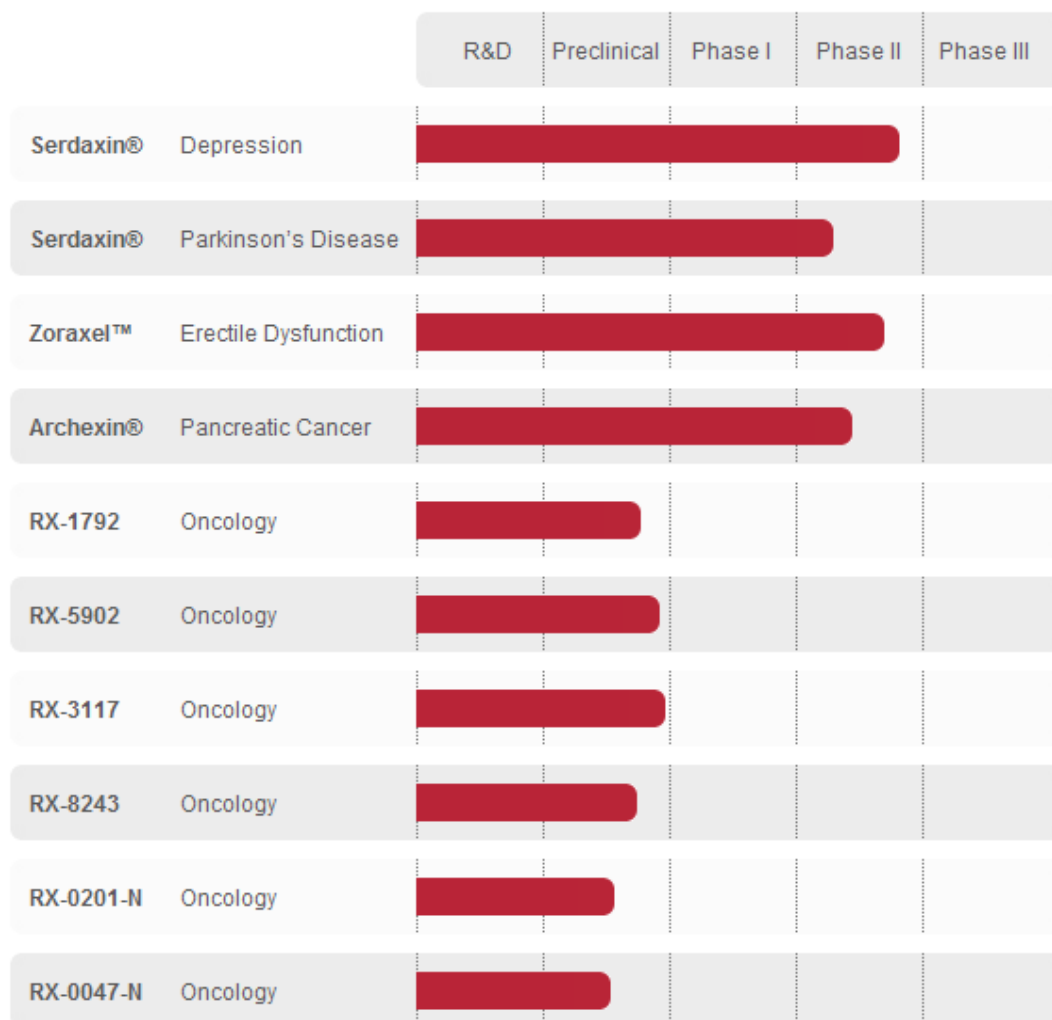 R&D Preclinical Phase I Phase II Phase III
Serdaxin® Depression
Serdaxin® Parkinson's Disease
Zoraxel™ Erectile Dysfunction
Archexin® Pancreatic Cancer
RX-1792 Oncology
RX-5902 Oncology
RX-3117 Oncology
RX-8243 Oncology
RX-0201-N Oncology
RX-0047-N Oncology